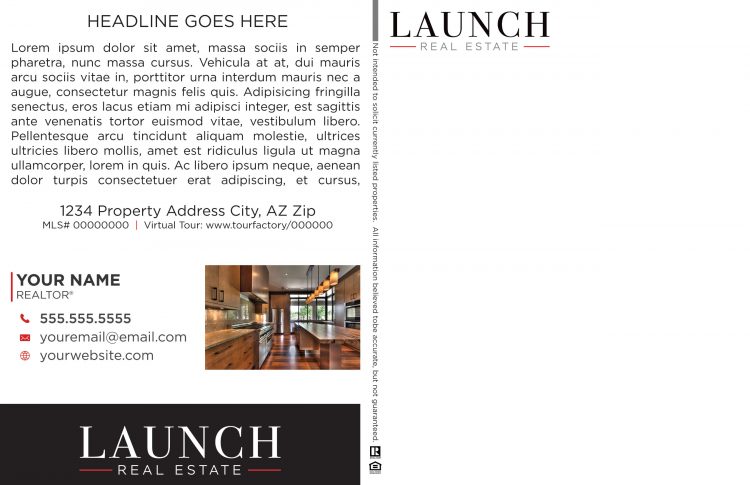 HEADLINE GOES HERE
Lorem ipsum dolor sit amet, massa sociis in semper
pharetra, nunc massa cursus. Vehicula at at, dui mauris
arcu sociis vitae in, porttitor urna interdum mauris nec a
augue, consectetur magnis felis quis. Adipisicing fringilla
senectus, eros lacus etiam mi adipisci integer, est sagittis
ante venenatis tortor euismod vitae, vestibulum libero.
Pellentesque arcu tincidunt aliquam molestie, ultrices
ultricies libero mollis, amet est ridiculus ligula ut magna
ullamcorper, lorem in quis. Ac libero ipsum neque, aenean
dolor turpis consectetuer erat adipiscing, et cursus,
1234 Property Address City, AZ Zip
MLS# 00000000 | Virtual Tour: www.tourfactory/000000
YOUR NAME
REALTOR®
555.555.5555
youremail@email.com
yourwebsite.com
LAUNCH
REAL ESTATE
Not intended to solicit currently listed properties. All information believed tobe accurate, but not guaranteed.
LAUNCH
REAL ESTATE